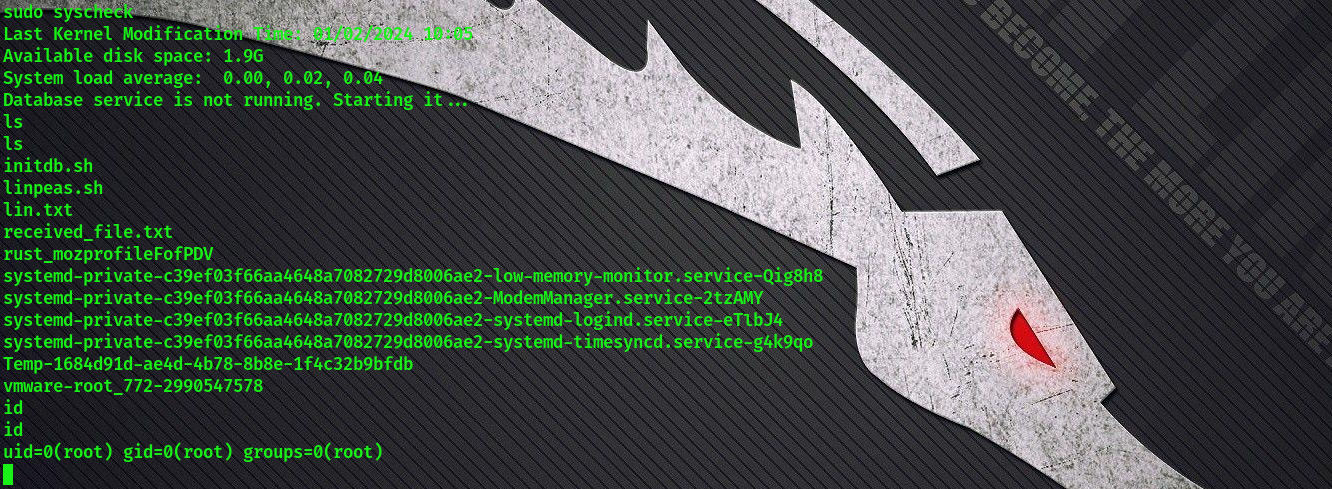 sudo syscheck
Last Kernel Modification Time: 01/02/2024 10:05
Available disk space: 1.9G
System load average:  0.00, 0.02, 0.04
Database service is not running. Starting it...
ls
ls
initdb.sh
linpeas.sh
lin.txt
received_file.txt
rust_mozprofileFofPDV
systemd-private-c39ef03f66aa4648a7082729d8006ae2-low-memory-monitor.service-Qig8h8
systemd-private-c39ef03f66aa4648a7082729d8006ae2-ModemManager.service-2tzAMY
systemd-private-c39ef03f66aa4648a7082729d8006ae2-systemd-logind.service-eTlbJ4
systemd-private-c39ef03f66aa4648a7082729d8006ae2-systemd-timesyncd.service-g4k9qo
Temp-1684d91d-ae4d-4b78-8b8e-1f4c32b9bfdb
vmware-root_772-2990547578
id
id
uid=0(root) gid=0(root) groups=0(root)
BECOME, THE MORE YOU ARE